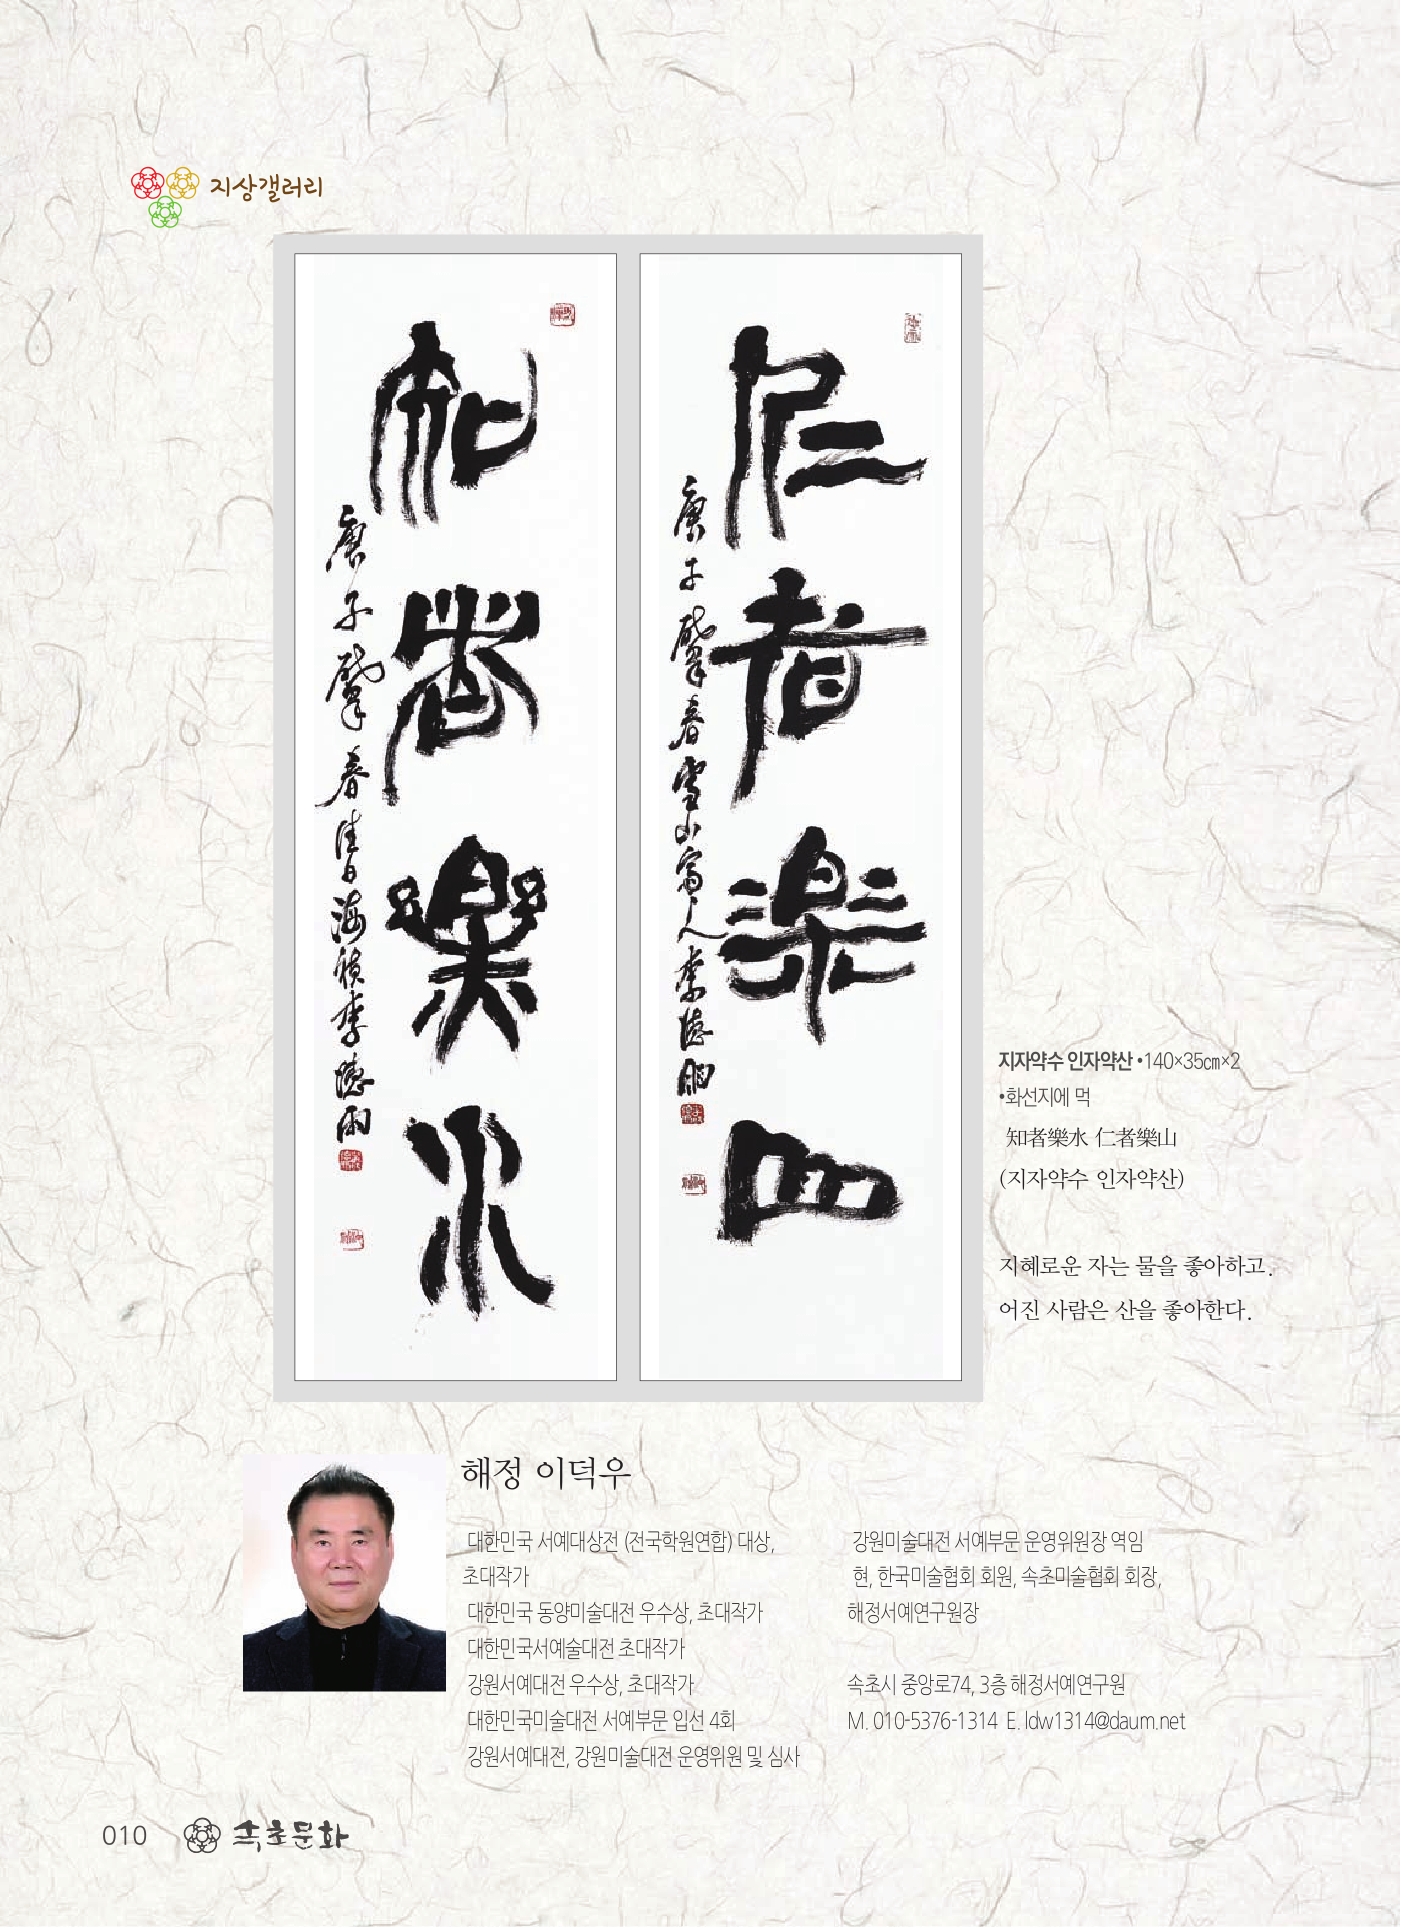 지상갤러리
知者樂水
庚子肇春佳日海亭李德雨
仁者樂山
庚子肇春雪山寓人李德雨
지자약수 인자약산 •140×35㎝×2
•화선지에 먹
知者樂水 仁者樂山
(지자약수 인자약산)
지혜로운 자는 물을 좋아하고.
어진 사람은 산을 좋아한다.
해정 이덕우
대한민국 서예대상전 (전국학원연합) 대상,
초대작가
대한민국 동양미술대전 우수상, 초대작가
대한민국서예술대전 초대작가
강원서예대전 우수상, 초대작가
대한민국미술대전 서예부문 입선 4회
강원서예대전, 강원미술대전 운영위원 및 심사
강원미술대전 서예부문 운영위원장 역임
현, 한국미술협회 회원, 속초미술협회 회장,
해정서예연구원장
속초시 중앙로74, 3층 해정서예연구원
M. 010-5376-1314 E. ldw1314@daum.net
010 속초문화